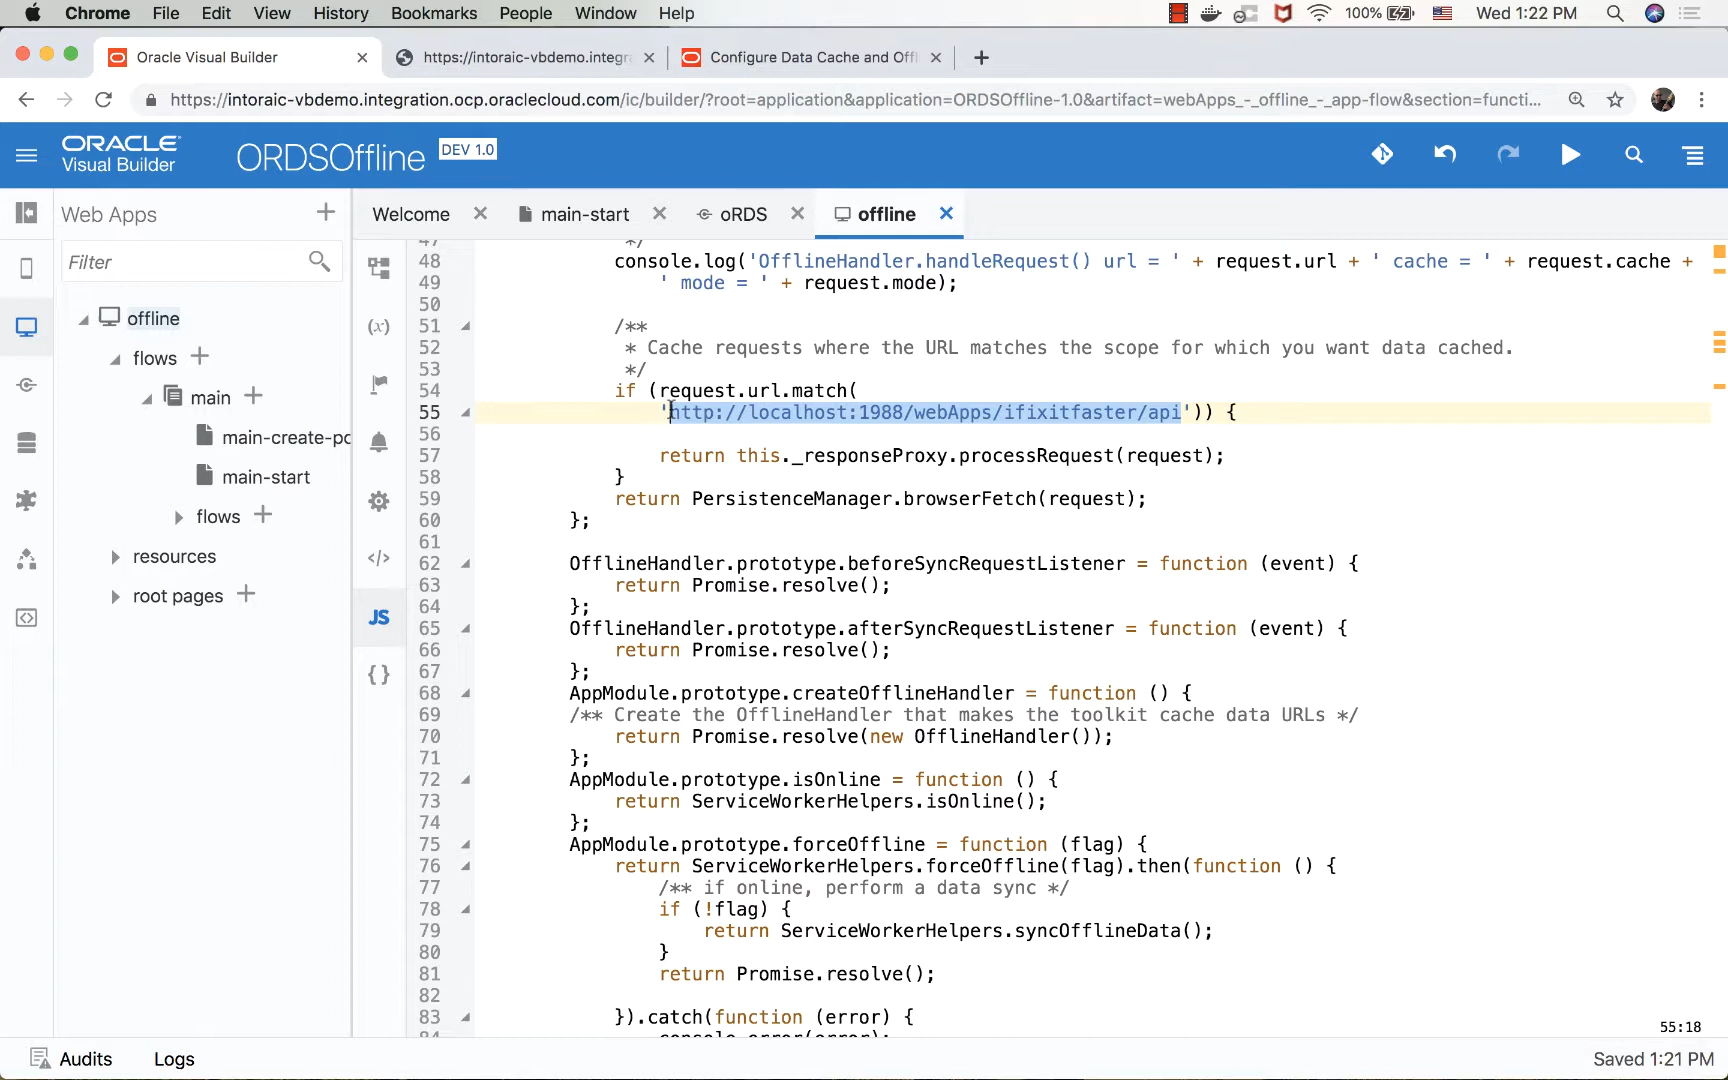 Chrome File Edit View History Bookmarks People Window Help 100% Wed 1:22 PM
Oracle Visual Builder https://intoraic-vbdemo.integr Configure Data Cache and Off
https://intoraic-vbdemo.integration.ocp.oraclecloud.com/ic/builder/?root=application&application=ORDSOffline-1.0&artifact=webApps_-_offline_-_app-flow&section=functi...
ORACLE
Visual Builder
ORDSOffline DEV 1.0
Web Apps
Welcome main-start oRDS offline
Filter
offline
flows
main
main-create-po
main-start
flows
resources
root pages
(x)
</>
JS
{ }
47 */
48 console.log('OfflineHandler.handleRequest() url = ' + request.url + ' cache = ' + request.cache +
49 ' mode = ' + request.mode);
50
51 /**
52 * Cache requests where the URL matches the scope for which you want data cached.
53 */
54 if (request.url.match(
55 'http://localhost:1988/webApps/ifixitfaster/api')) {
56
57 return this._responseProxy.processRequest(request);
58 }
59 return PersistenceManager.browserFetch(request);
60 };
61
62 OfflineHandler.prototype.beforeSyncRequestListener = function (event) {
63 return Promise.resolve();
64 };
65 OfflineHandler.prototype.afterSyncRequestListener = function (event) {
66 return Promise.resolve();
67 };
68 AppModule.prototype.createOfflineHandler = function () {
69 /** Create the OfflineHandler that makes the toolkit cache data URLs */
70 return Promise.resolve(new OfflineHandler());
71 };
72 AppModule.prototype.isOnline = function () {
73 return ServiceWorkerHelpers.isOnline();
74 };
75 AppModule.prototype.forceOffline = function (flag) {
76 return ServiceWorkerHelpers.forceOffline(flag).then(function () {
77 /** if online, perform a data sync */
78 if (!flag) {
79 return ServiceWorkerHelpers.syncOfflineData();
80 }
81 return Promise.resolve();
82
83 }).catch(function (error) {
84 console.error(error);
55:18
Audits Logs Saved 1:21 PM